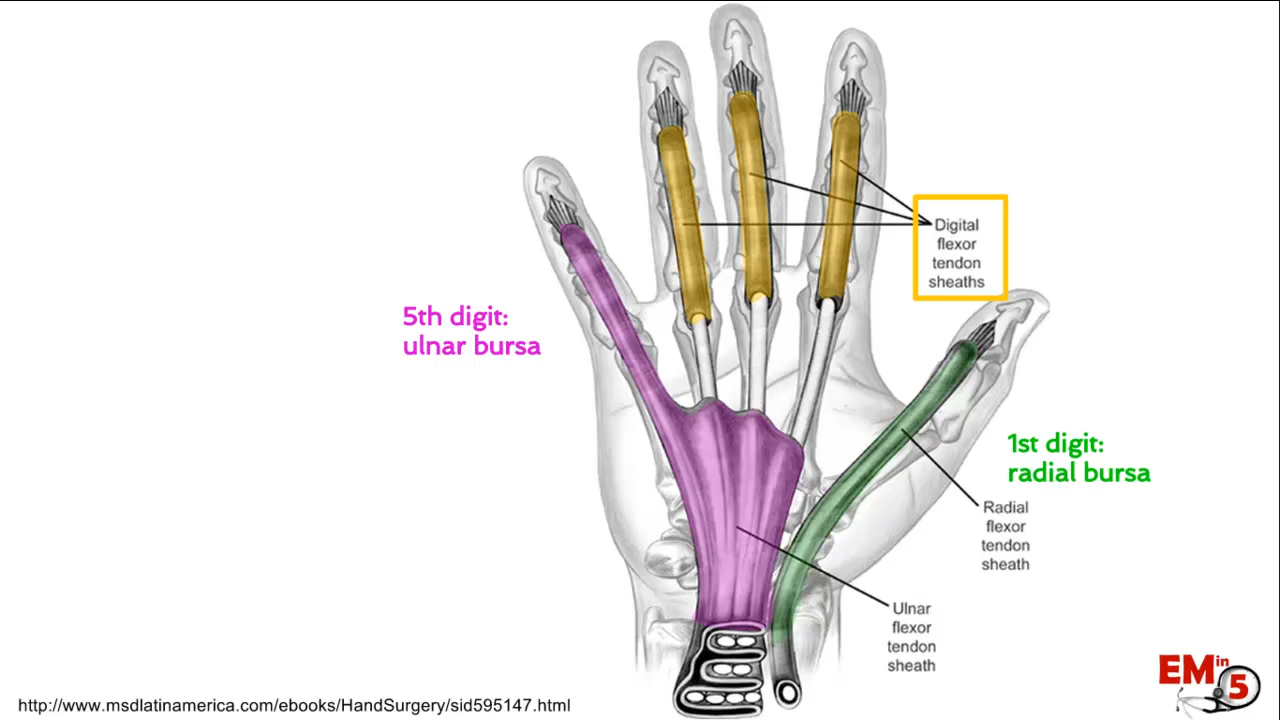 Digital
flexor
tendon
sheaths
5th digit:
ulnar bursa
1st digit:
radial bursa
Radial
flexor
tendon
sheath
Ulnar
flexor
tendon
sheath
EM in
5
http://www.msdlatinamerica.com/ebooks/HandSurgery/sid595147.html